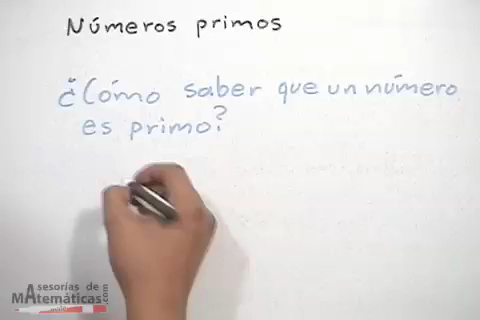 Números primos
¿Cómo saber que un número
es primo?
Asesorías de
Matemáticas.com